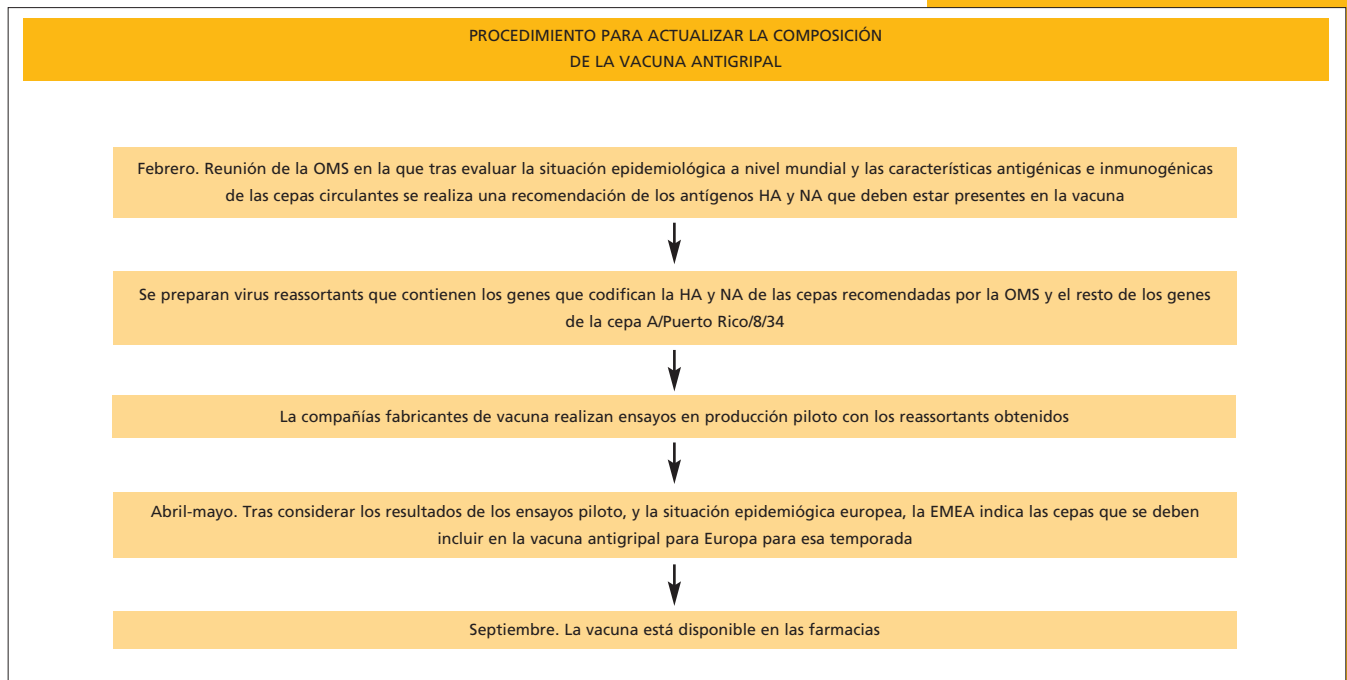 PROCEDIMIENTO PARA ACTUALIZAR LA COMPOSICIÓN
DE LA VACUNA ANTIGRIPAL
Febrero. Reunión de la OMS en la que tras evaluar la situación epidemiológica a nivel mundial y las características antigénicas e inmunogénicas
de las cepas circulantes se realiza una recomendación de los antígenos HA y NA que deben estar presentes en la vacuna
Se preparan virus reassortants que contienen los genes que codifican la HA y NA de las cepas recomendadas por la OMS y el resto de los genes
de la cepa A/Puerto Rico/8/34
La compañías fabricantes de vacuna realizan ensayos en producción piloto con los reassortants obtenidos
Abril-mayo. Tras considerar los resultados de los ensayos piloto, y la situación epidemiógica europea, la EMEA indica las cepas que se deben
incluir en la vacuna antigripal para Europa para esa temporada
Septiembre. La vacuna está disponible en las farmacias